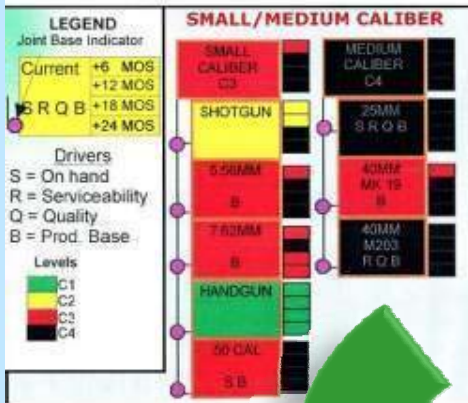 LEGEND
Joint Base Indicator
Current +6 MOS
+12 MOS
S R Q B +18 MOS
+24 MOS
Drivers
S = On hand
R = Serviceability
Q = Quality
B = Prod. Base
Levels
C1
C2
C3
C4
SMALL/MEDIUM CALIBER
SMALL
CALIBER
C3
SHOTGUN
5.56MM
B
7.62MM
B
HANDGUN
.50 CAL
S B
MEDIUM
CALIBER
C4
25MM
S R Q B
40MM
MK 19
B
40MM
M203
R Q B